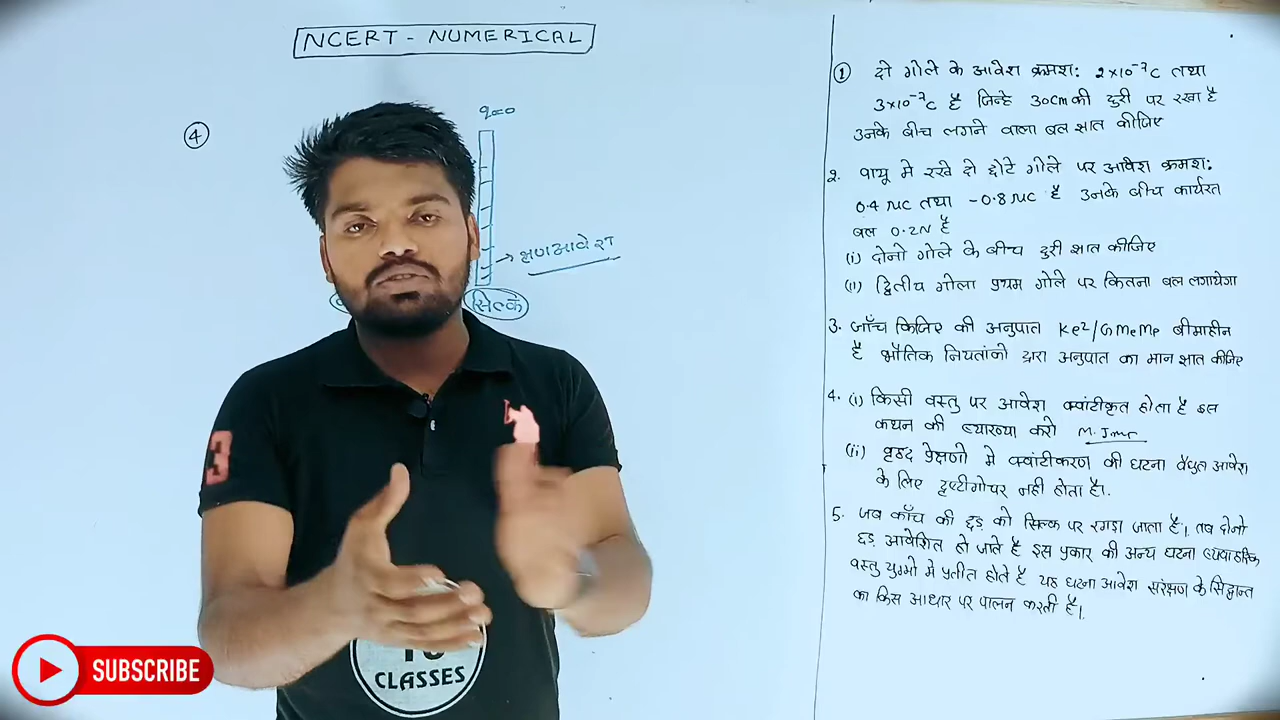 NCERT - NUMERICAL
④
q=0
ऋणआवेश
सिल्क
① दो गोले के आवेश क्रमश: 2×10⁻⁷C तथा
3×10⁻⁷C है जिन्हे 30cm की दुरी पर रखा है
उनके बीच लगने वाला बल ज्ञात कीजिए
2. वायू मे रखे दो छोटे गोले पर आवेश क्रमश:
0.4 μC तथा -0.8 μC है उनके बीच कार्यरत
बल 0.2N है
(i) दोनो गोले के बीच दुरी ज्ञात कीजिए
(ii) द्वितीय गोला प्रथम गोले पर कितना बल लगायेगा
3. जाँच किजिए की अनुपात Ke²/GMeMp बीमाहीन
है भौतिक नियतांको द्वारा अनुपात का मान ज्ञात कीजिए
4. (i) किसी वस्तु पर आवेश क्वांटीकृत होता है इस
कथन की व्याख्या करो M. Imp
(ii) वृहद प्रेक्षणो मे क्वांटीकरण की घटना वैधुत आवेश
के लिए दृष्टीगोचर नही होता है।
5. जब काँच की छड़ को सिल्क पर रगड़ा जाता है। तब दोनो
छड़ आवेशित हो जाते है इस प्रकार की अन्य घटना
वस्तु युग्मो मे प्रतीत होते है यह घटना आवेश संरक्षण के सिद्धान्त
का किस आधार पर पालन करती है।
3
CLASSES
SUBSCRIBE